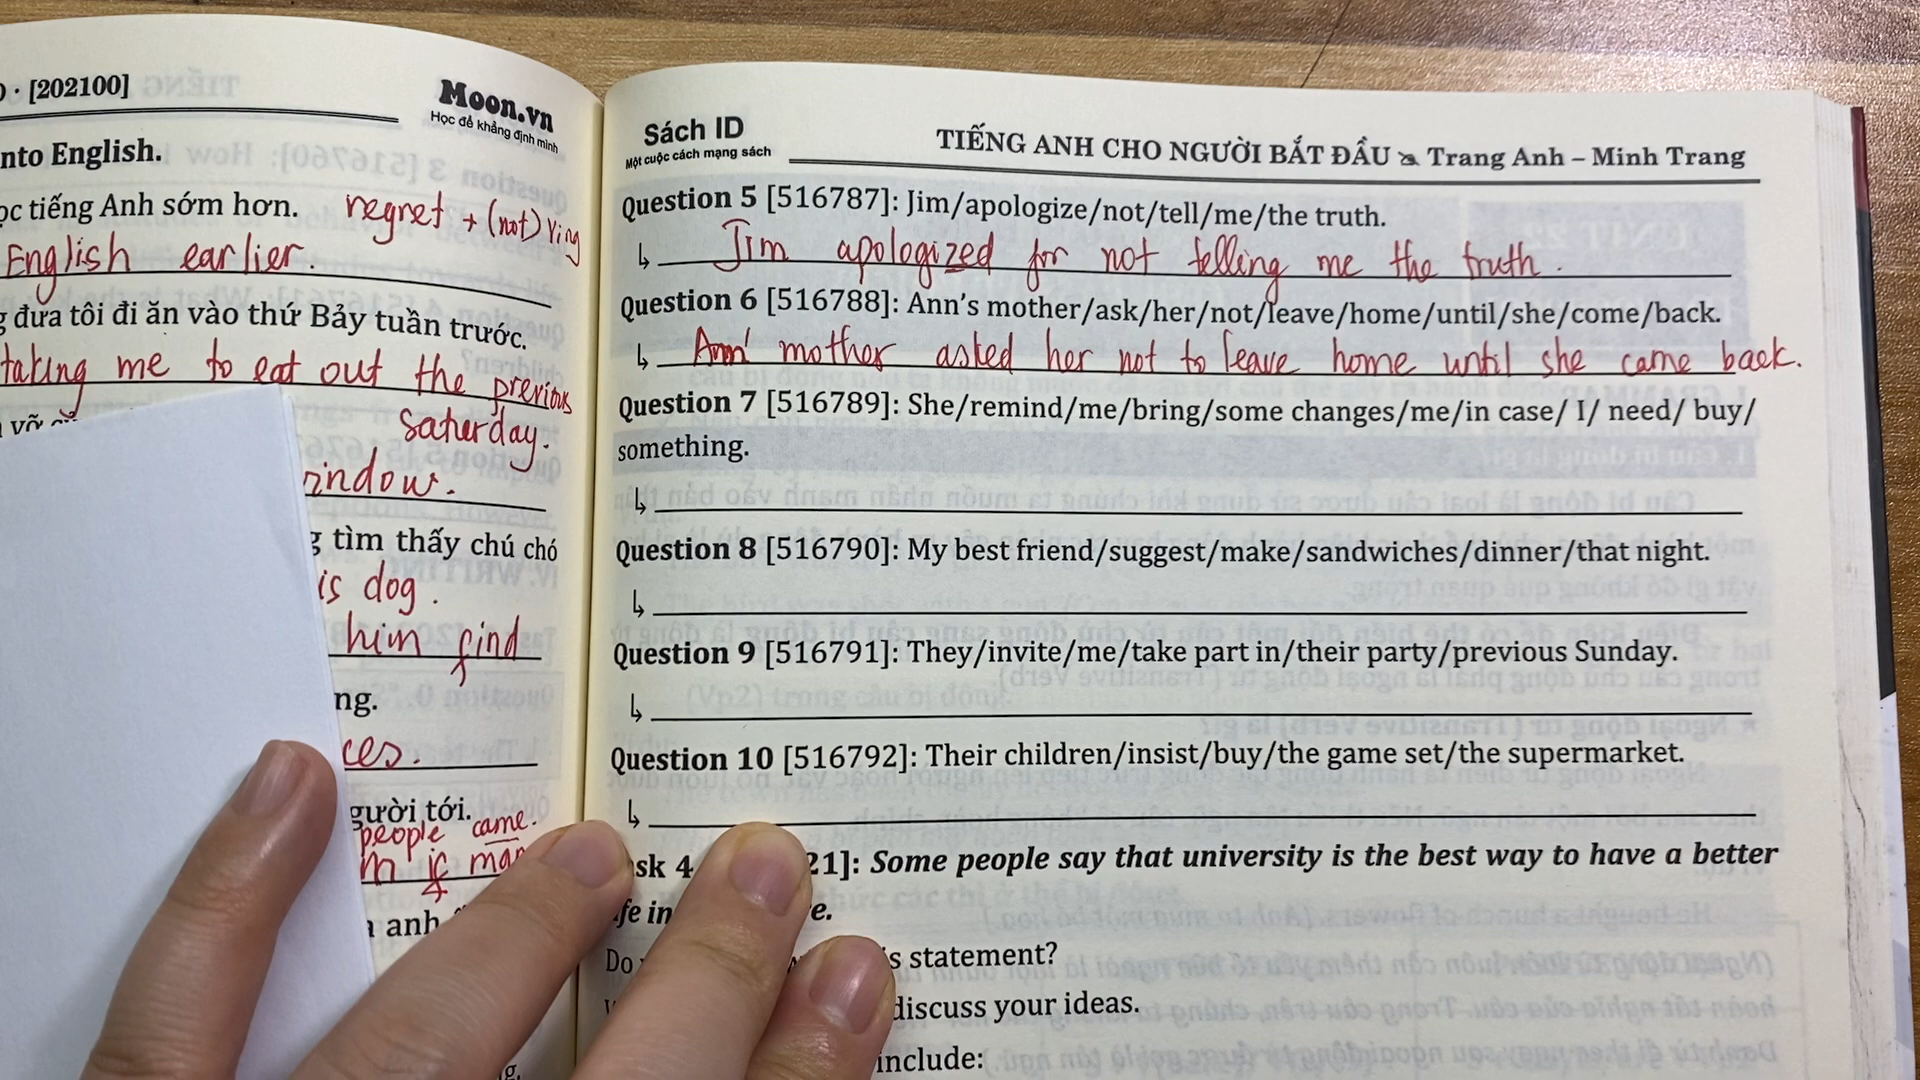 · [202100]
Moon.vn
Học để khẳng định mình
nto English.
ọc tiếng Anh sớm hơn. regret + (not) Ving
English earlier.
đưa tôi đi ăn vào thứ Bảy tuần trước.
taking me to eat out the previous
Saturday.
vỡ
window.
tìm thấy chú chó
is dog.
him find
ng.
ces.
gười tới.
people came.
m if man
anh
Sách ID
Một cuộc cách mạng sách
TIẾNG ANH CHO NGƯỜI BẮT ĐẦU Trang Anh – Minh Trang
Question 5 [516787]: Jim/apologize/not/tell/me/the truth.
↳ Jim apologized for not telling me the truth.
Question 6 [516788]: Ann's mother/ask/her/not/leave/home/until/she/come/back.
↳ Ann' mother asked her not to leave home until she came back.
Question 7 [516789]: She/remind/me/bring/some changes/me/in case/ I/ need/ buy/
something.
↳
Question 8 [516790]: My best friend/suggest/make/sandwiches/dinner/that night.
↳
Question 9 [516791]: They/invite/me/take part in/their party/previous Sunday.
↳
Question 10 [516792]: Their children/insist/buy/the game set/the supermarket.
↳
sk 4 21]: Some people say that university is the best way to have a better
fe in e.
Do s statement?
discuss your ideas.
include: